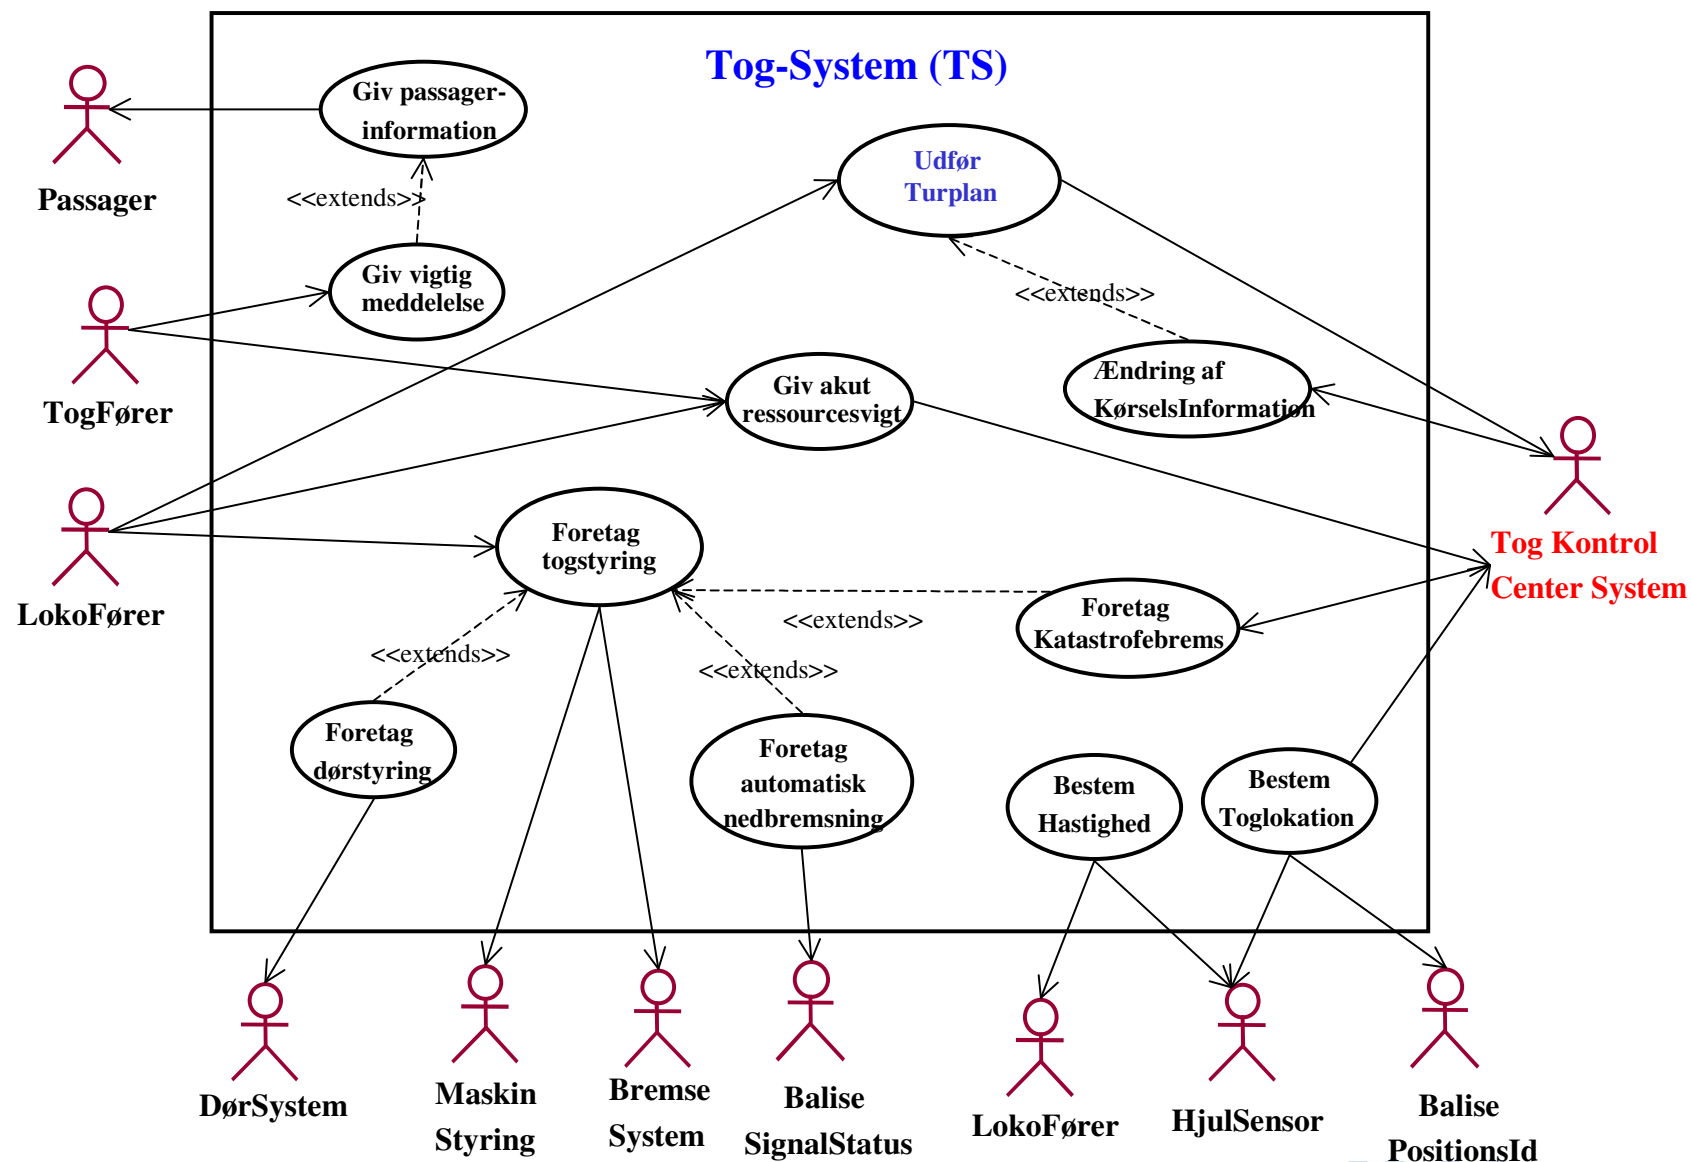 Tog-System (TS)
Giv passager-
information
Passager
<<extends>>
Udfør
Turplan
Giv vigtig
meddelelse
<<extends>>
TogFører
Giv akut
ressourcesvigt
Ændring af
KørselsInformation
Foretag
togstyring
Tog Kontrol
Center System
LokoFører
<<extends>>
Foretag
Katastrofebrems
<<extends>>
<<extends>>
Foretag
dørstyring
Foretag
automatisk
nedbremsning
Bestem
Hastighed
Bestem
Toglokation
DørSystem
Maskin
Styring
Bremse
System
Balise
SignalStatus
LokoFører
HjulSensor
Balise
PositionsId